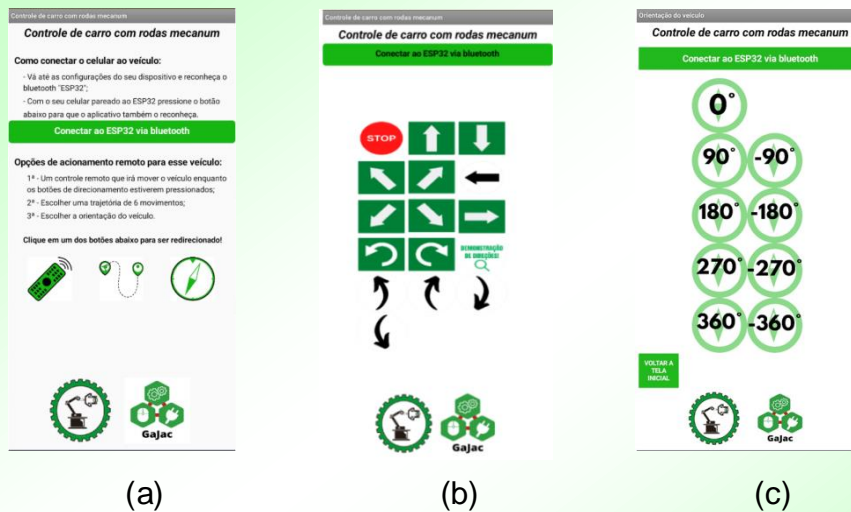 Controle de carro com rodas mecanum
Controle de carro com rodas mecanum
Como conectar o celular ao veículo:
- Vá até as configurações do seu dispositivo e reconheça o
bluetooth "ESP32";
- Com o seu celular pareado ao ESP32 pressione o botão
abaixo para que o aplicativo também o reconheça.
Conectar ao ESP32 via bluetooth
Opções de acionamento remoto para esse veículo:
1ª - Um controle remoto que irá mover o veículo enquanto
os botões de direcionamento estiverem pressionados;
2ª - Escolher uma trajetória de 6 movimentos;
3ª - Escolher a orientação do veículo.
Clique em um dos botões abaixo para ser redirecionado!
GaJac
(a)
Controle de carro com rodas mecanum
Controle de carro com rodas mecanum
Conectar ao ESP32 via bluetooth
STOP
DEMONSTRAÇÃO
DE DIREÇÕES!
GaJac
(b)
Orientação do veículo
Controle de carro com rodas mecanum
Conectar ao ESP32 via bluetooth
0°
90° -90°
180° -180°
270° -270°
360° -360°
VOLTAR A
TELA
INICIAL
GaJac
(c)